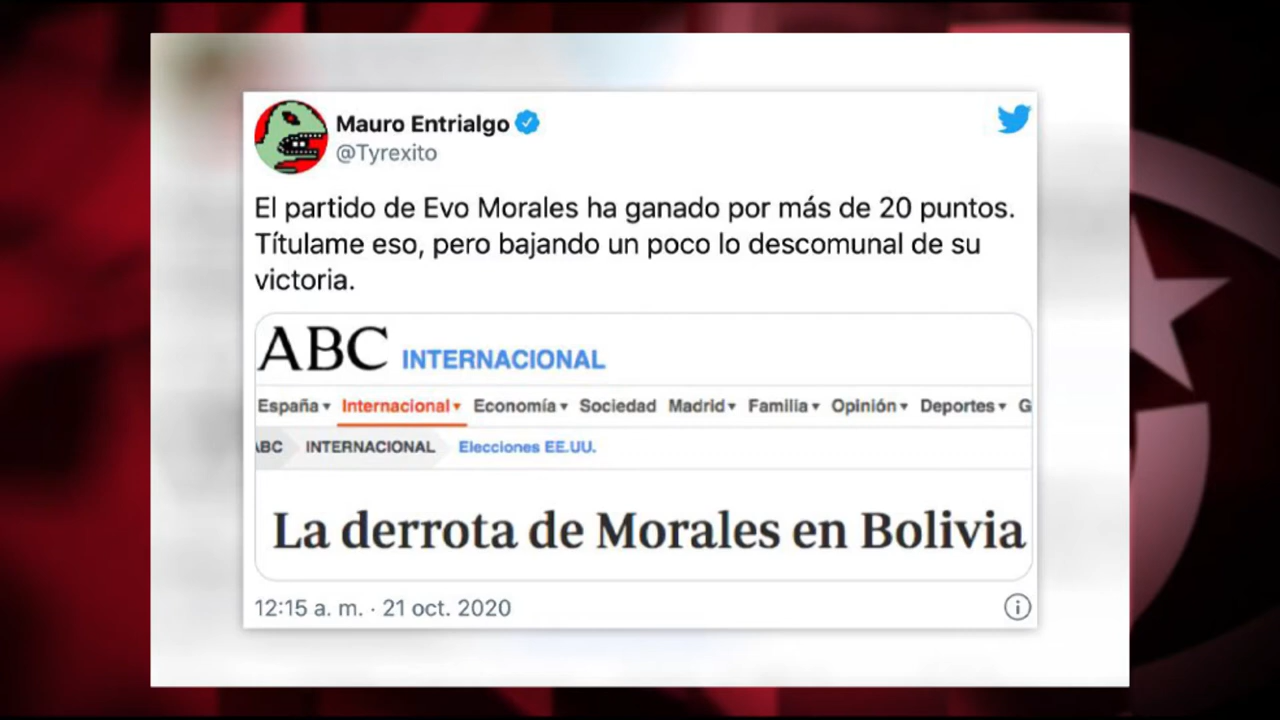 Mauro Entrialgo
@Tyrexito
El partido de Evo Morales ha ganado por más de 20 puntos.
Títulame eso, pero bajando un poco lo descomunal de su
victoria.
ABC INTERNACIONAL
España Internacional Economía Sociedad Madrid Familia Opinión Deportes G
ABC INTERNACIONAL Elecciones EE.UU.
La derrota de Morales en Bolivia
12:15 a. m. · 21 oct. 2020